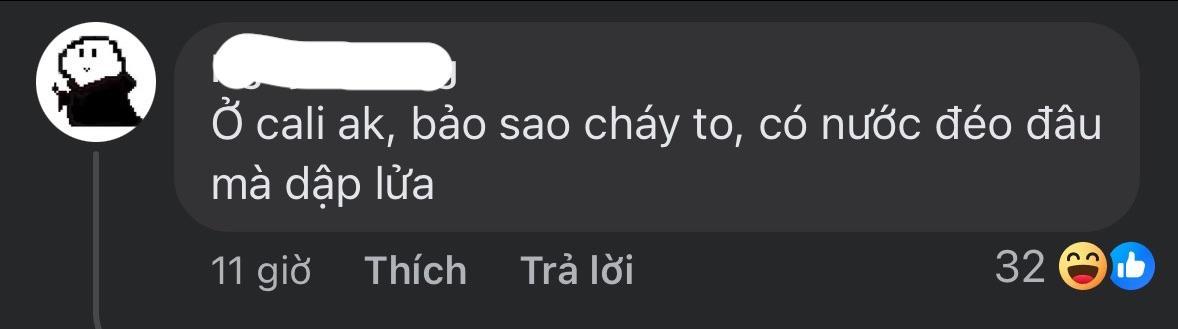 Ở cali ak, bảo sao cháy to, có nước đéo đâu
mà dập lửa
11 giờ Thích Trả lời 32